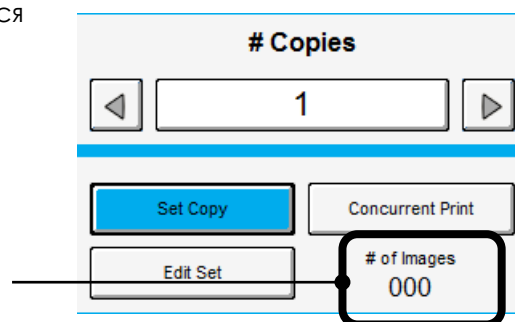 ся
# Copies
1
Set Copy
Concurrent Print
Edit Set
# of Images
000